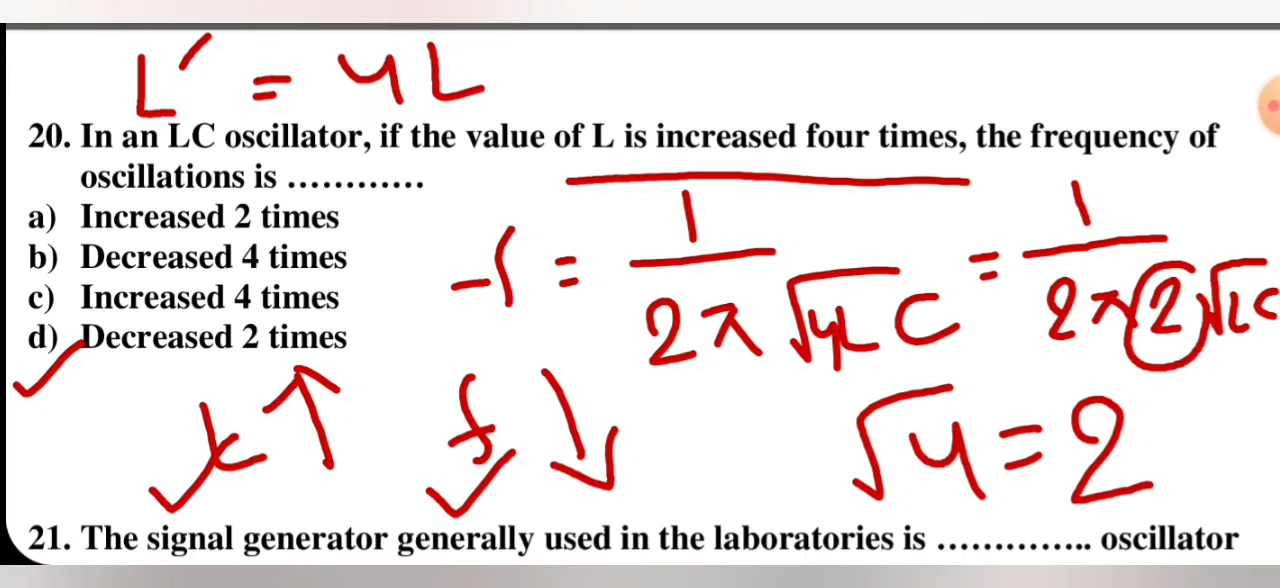 L' = 4L
20. In an LC oscillator, if the value of L is increased four times, the frequency of
oscillations is ............
a) Increased 2 times
b) Decreased 4 times
c) Increased 4 times
d) Decreased 2 times
f = 1 / 2π √4LC = 1 / 2π 2 √LC
L ↑ f ↓ √4 = 2
21. The signal generator generally used in the laboratories is .............. oscillator